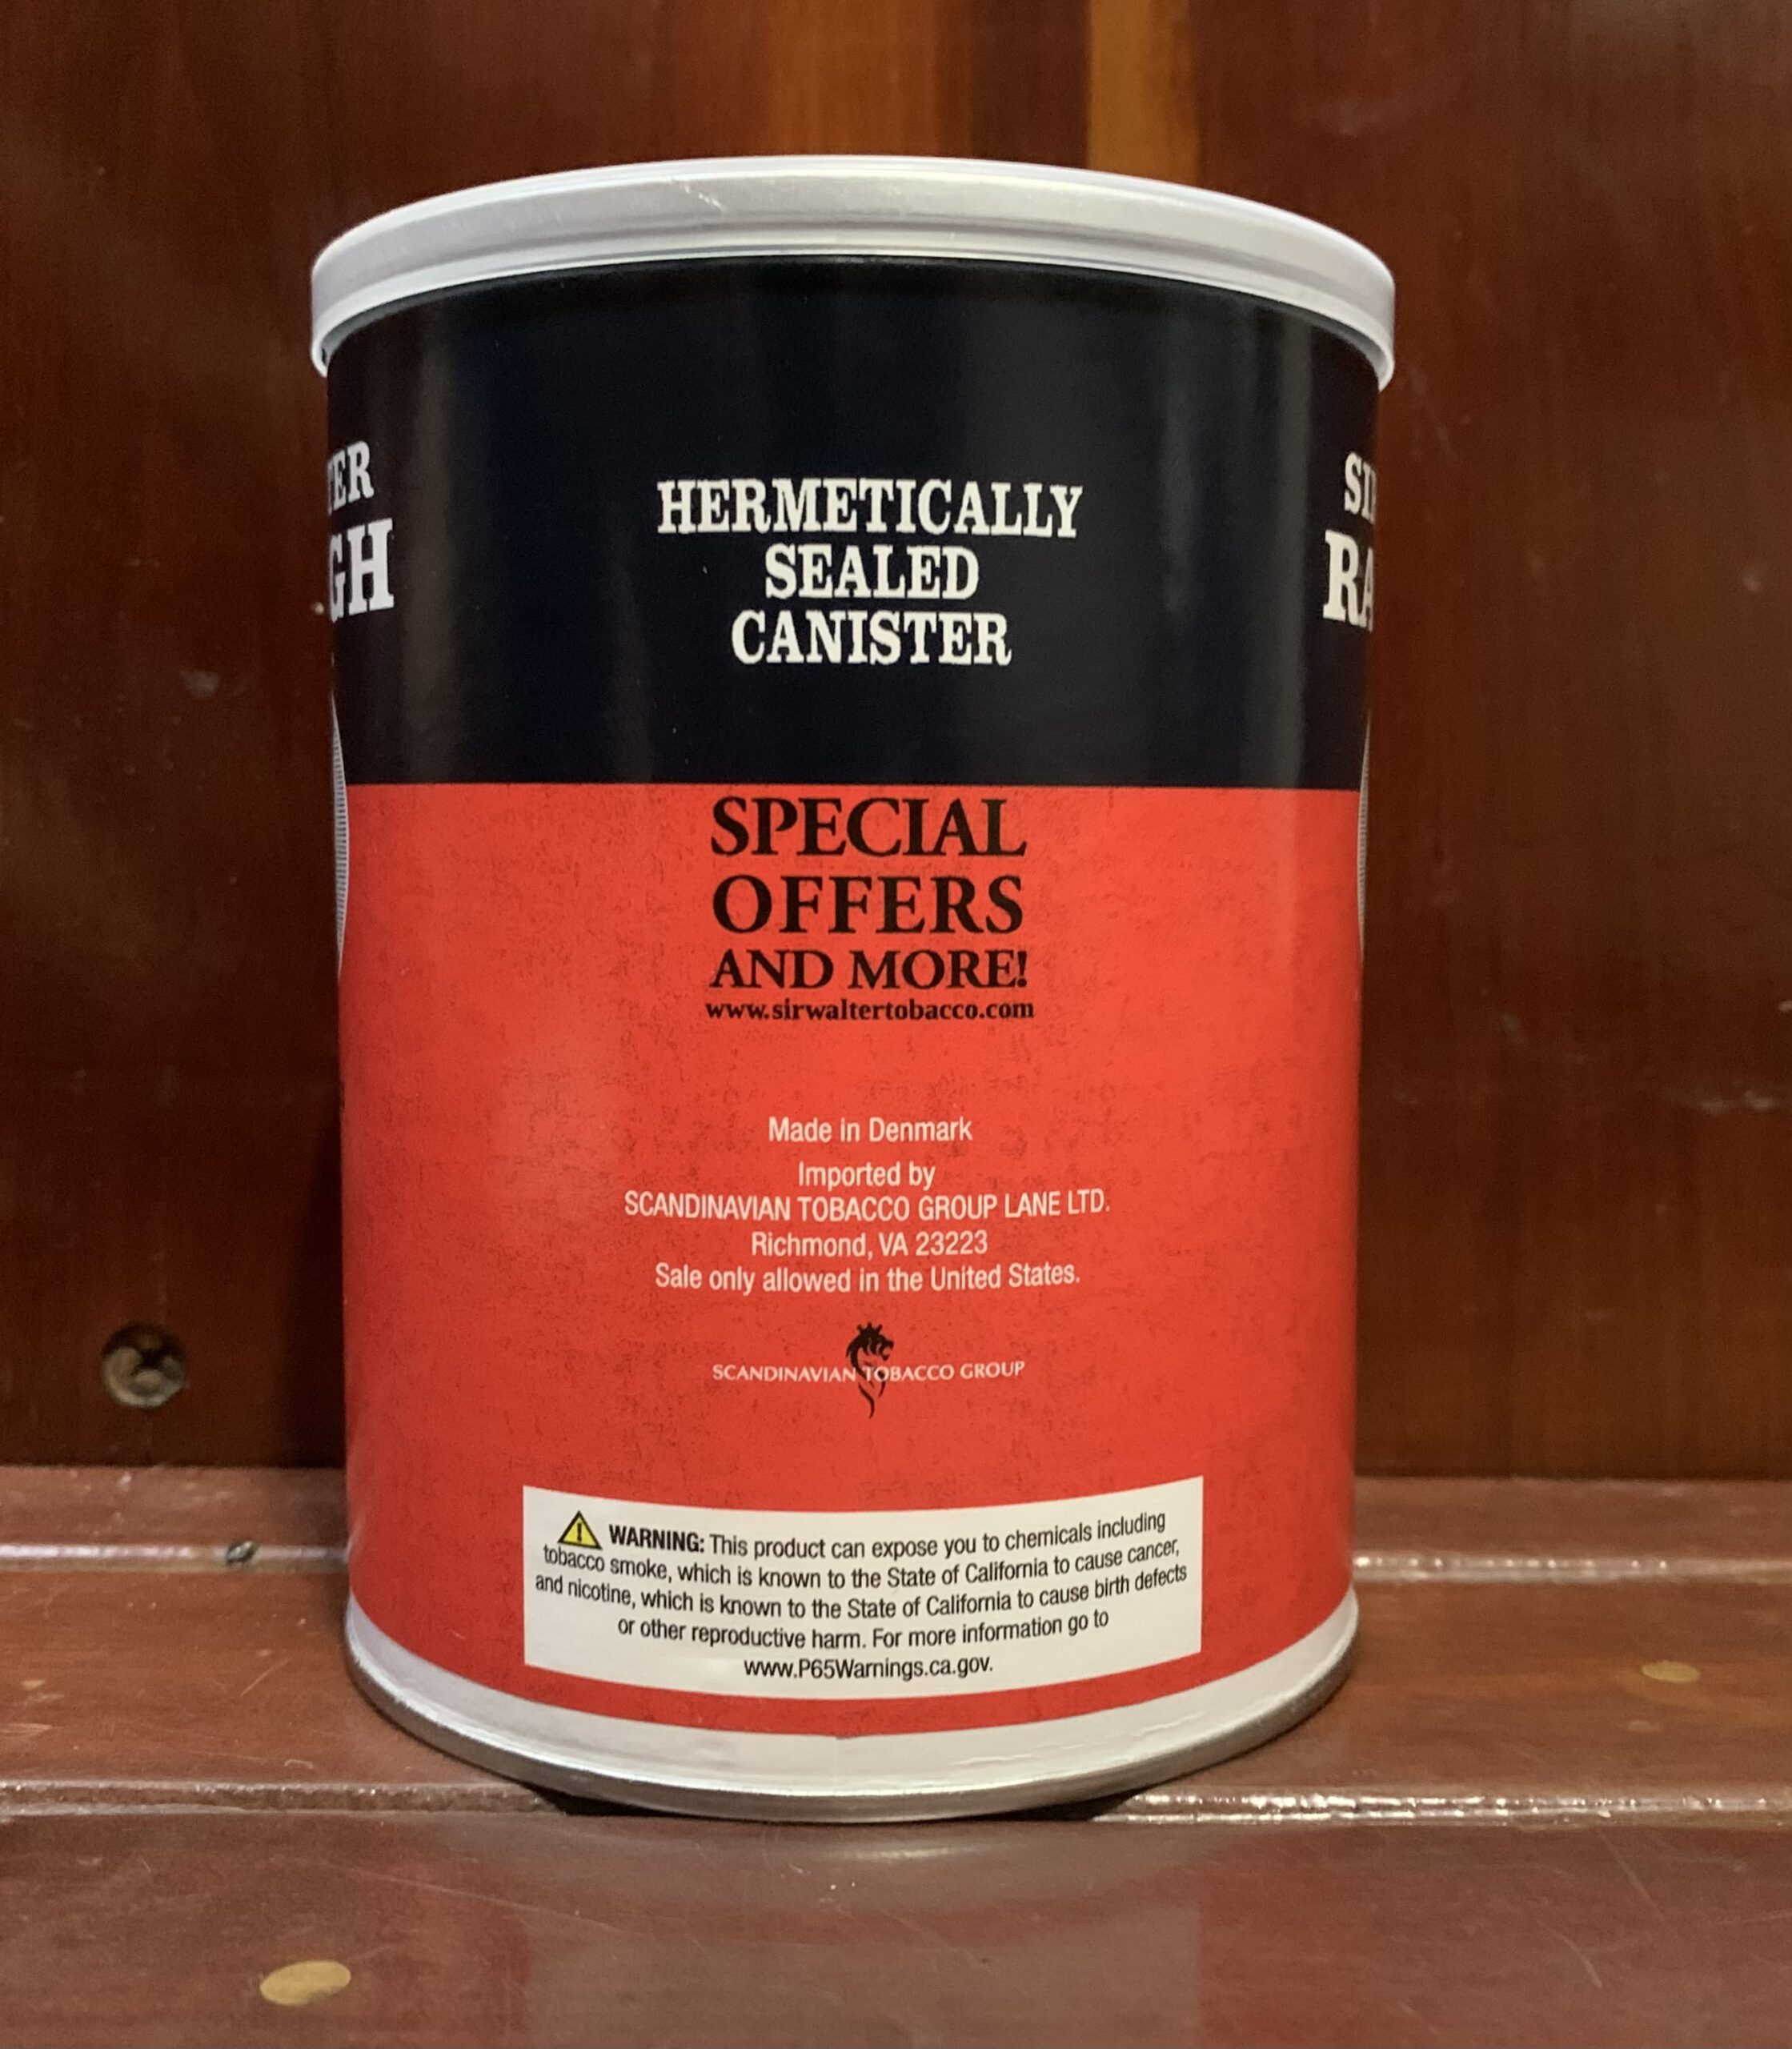 TER
GH
HERMETICALLY
SEALED
CANISTER
SIR
RA
SPECIAL
OFFERS
AND MORE!
www.sirwaltertobacco.com
Made in Denmark
Imported by
SCANDINAVIAN TOBACCO GROUP LANE LTD.
Richmond, VA 23223
Sale only allowed in the United States.
SCANDINAVIAN TOBACCO GROUP
WARNING: This product can expose you to chemicals including
tobacco smoke, which is known to the State of California to cause cancer,
and nicotine, which is known to the State of California to cause birth defects
or other reproductive harm. For more information go to
www.P65Warnings.ca.gov.